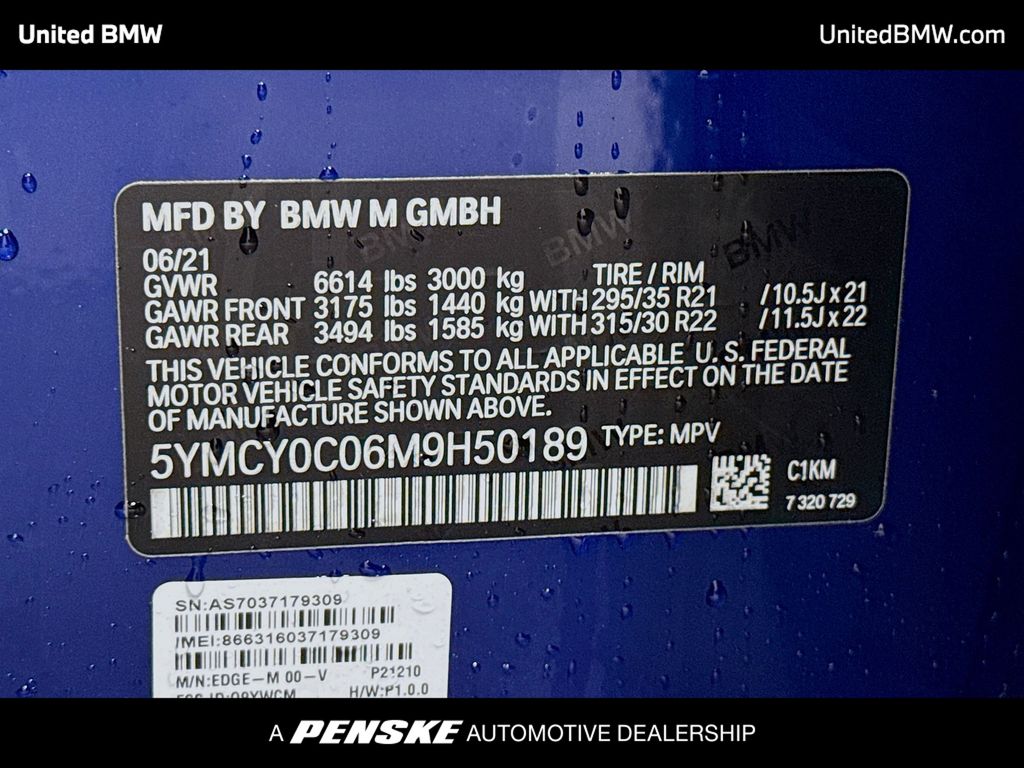 United BMW
UnitedBMW.com
MFD BY BMW M GMBH
06/21
GVWR 6614 lbs 3000 kg TIRE / RIM
GAWR FRONT 3175 lbs 1440 kg WITH 295/35 R21 /10.5J x 21
GAWR REAR 3494 lbs 1585 kg WITH 315/30 R22 /11.5J x 22
THIS VEHICLE CONFORMS TO ALL APPLICABLE U. S. FEDERAL
MOTOR VEHICLE SAFETY STANDARDS IN EFFECT ON THE DATE
OF MANUFACTURE SHOWN ABOVE.
5YMCY0C06M9H50189 TYPE: MPV
C1KM
7 320 729
SN:AS7037179309
IMEI:866316037179309
M/N:EDGE-M 00-V P21210
H/W:P1.0.0
A PENSKE AUTOMOTIVE DEALERSHIP